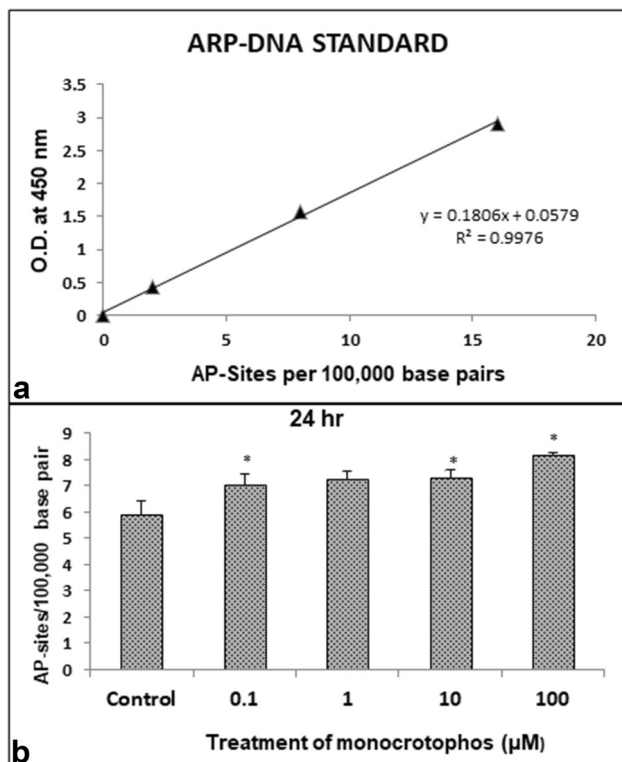 ARP-DNA STANDARD
3.5
3
2.5
2
1.5
1
0.5
0
O.D. at 450 nm
y = 0.1806x + 0.0579
R² = 0.9976
0 5 10 15 20
AP-Sites per 100,000 base pairs
a
24 hr
9
8
7
6
5
4
3
2
1
0
AP-sites/100,000 base pair
* * *
Control 0.1 1 10 100
Treatment of monocrotophos (µM)
b